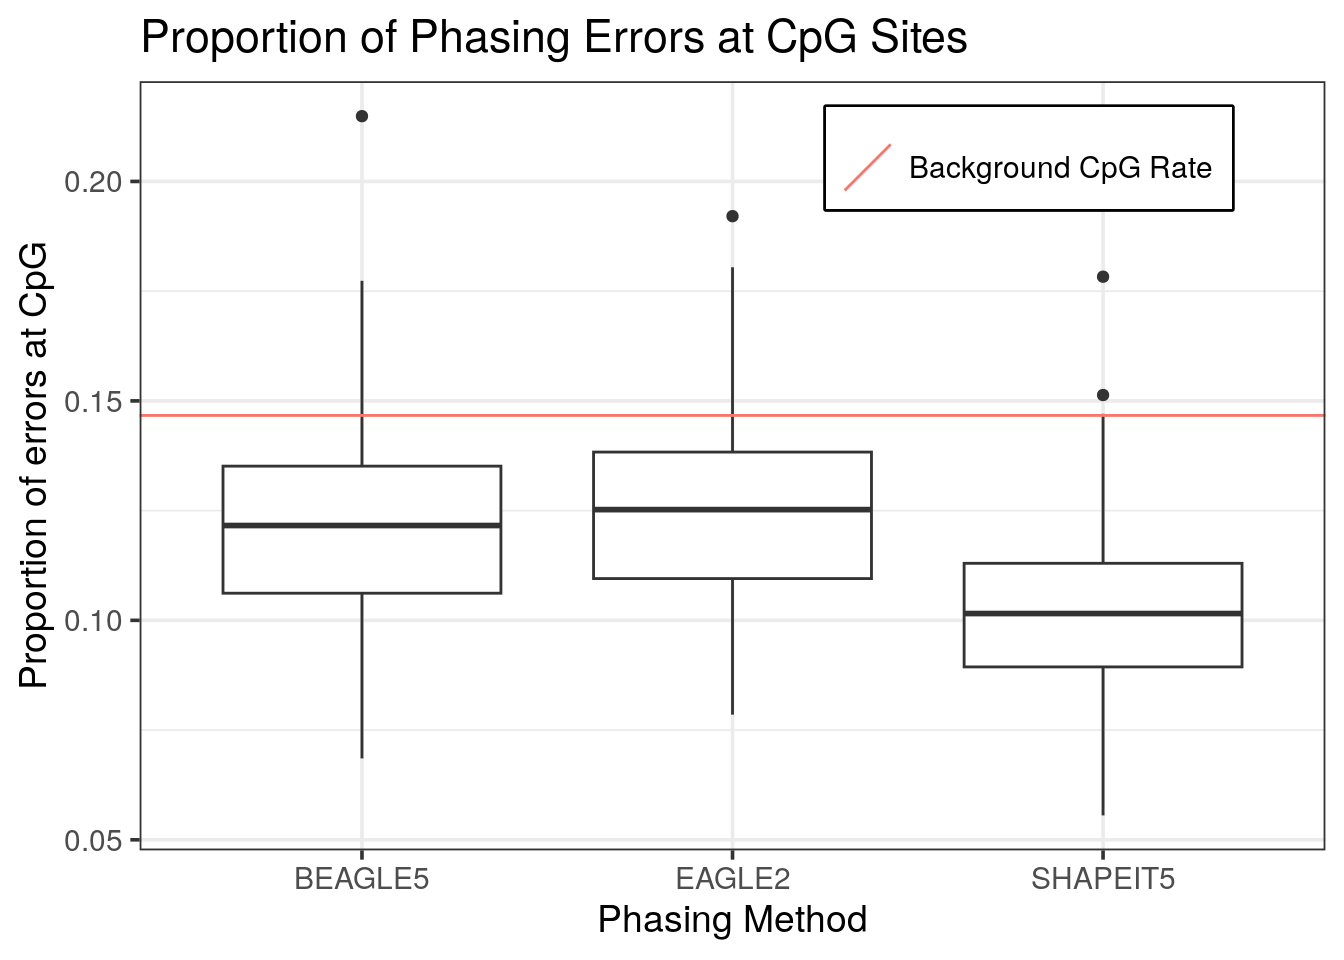 Proportion of Phasing Errors at CpG Sites
Background CpG Rate
Proportion of errors at CpG
0.20
0.15
0.10
0.05
BEAGLE5
EAGLE2
SHAPEIT5
Phasing Method